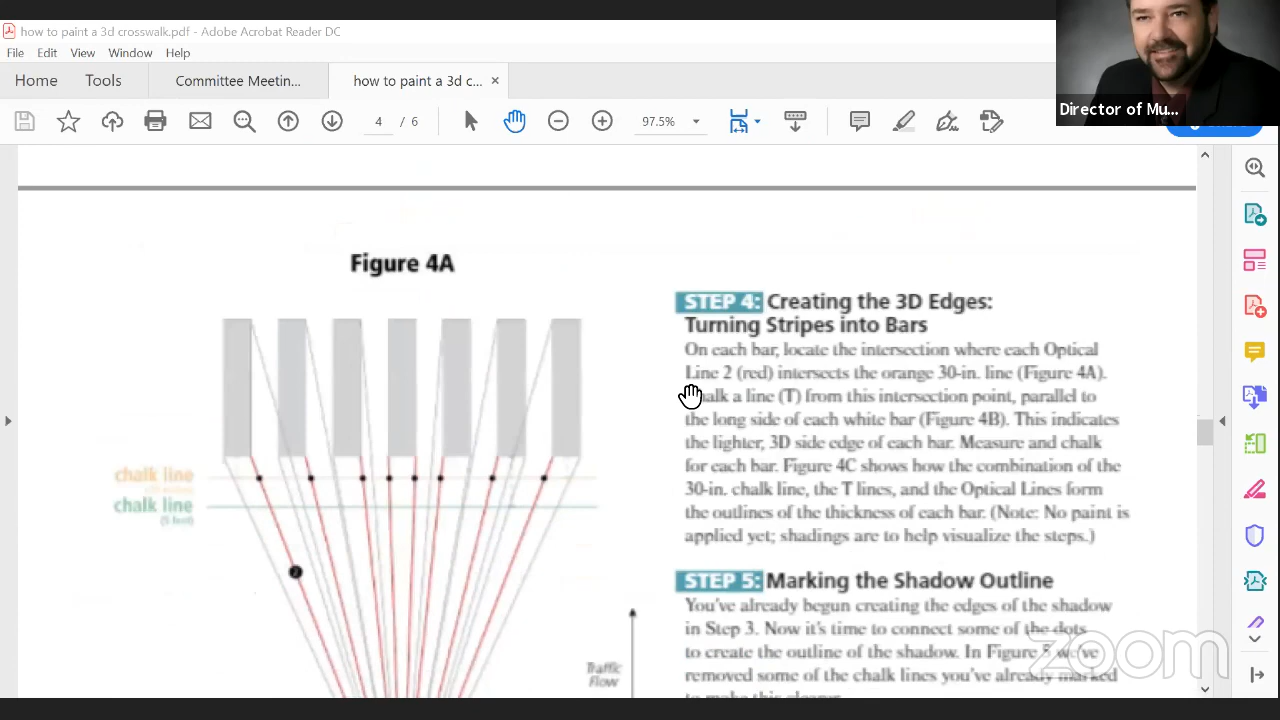 how to paint a 3d crosswalk.pdf - Adobe Acrobat Reader DC
File Edit View Window Help
Home Tools Committee Meetin... how to paint a 3d c... ×
4 / 6 97.5%
Director of Mu...
Figure 4A
STEP 4: Creating the 3D Edges:
Turning Stripes into Bars
On each bar, locate the intersection where each Optical
Line 2 (red) intersects the orange 30-in. line (Figure 4A).
alk a line (T) from this intersection point, parallel to
the long side of each white bar (Figure 4B). This indicates
the lighter, 3D side edge of each bar. Measure and chalk
for each bar. Figure 4C shows how the combination of the
30-in. chalk line, the T lines, and the Optical Lines form
the outlines of the thickness of each bar. (Note: No paint is
applied yet; shadings are to help visualize the steps.)
chalk line
chalk line
(5 feet)
STEP 5: Marking the Shadow Outline
You've already begun creating the edges of the shadow
in Step 3. Now it's time to connect some of the dots
to create the outline of the shadow. In Figure 5 we've
removed some of the chalk lines you've already marked
to make this clearer.
Traffic
Flow
zoom